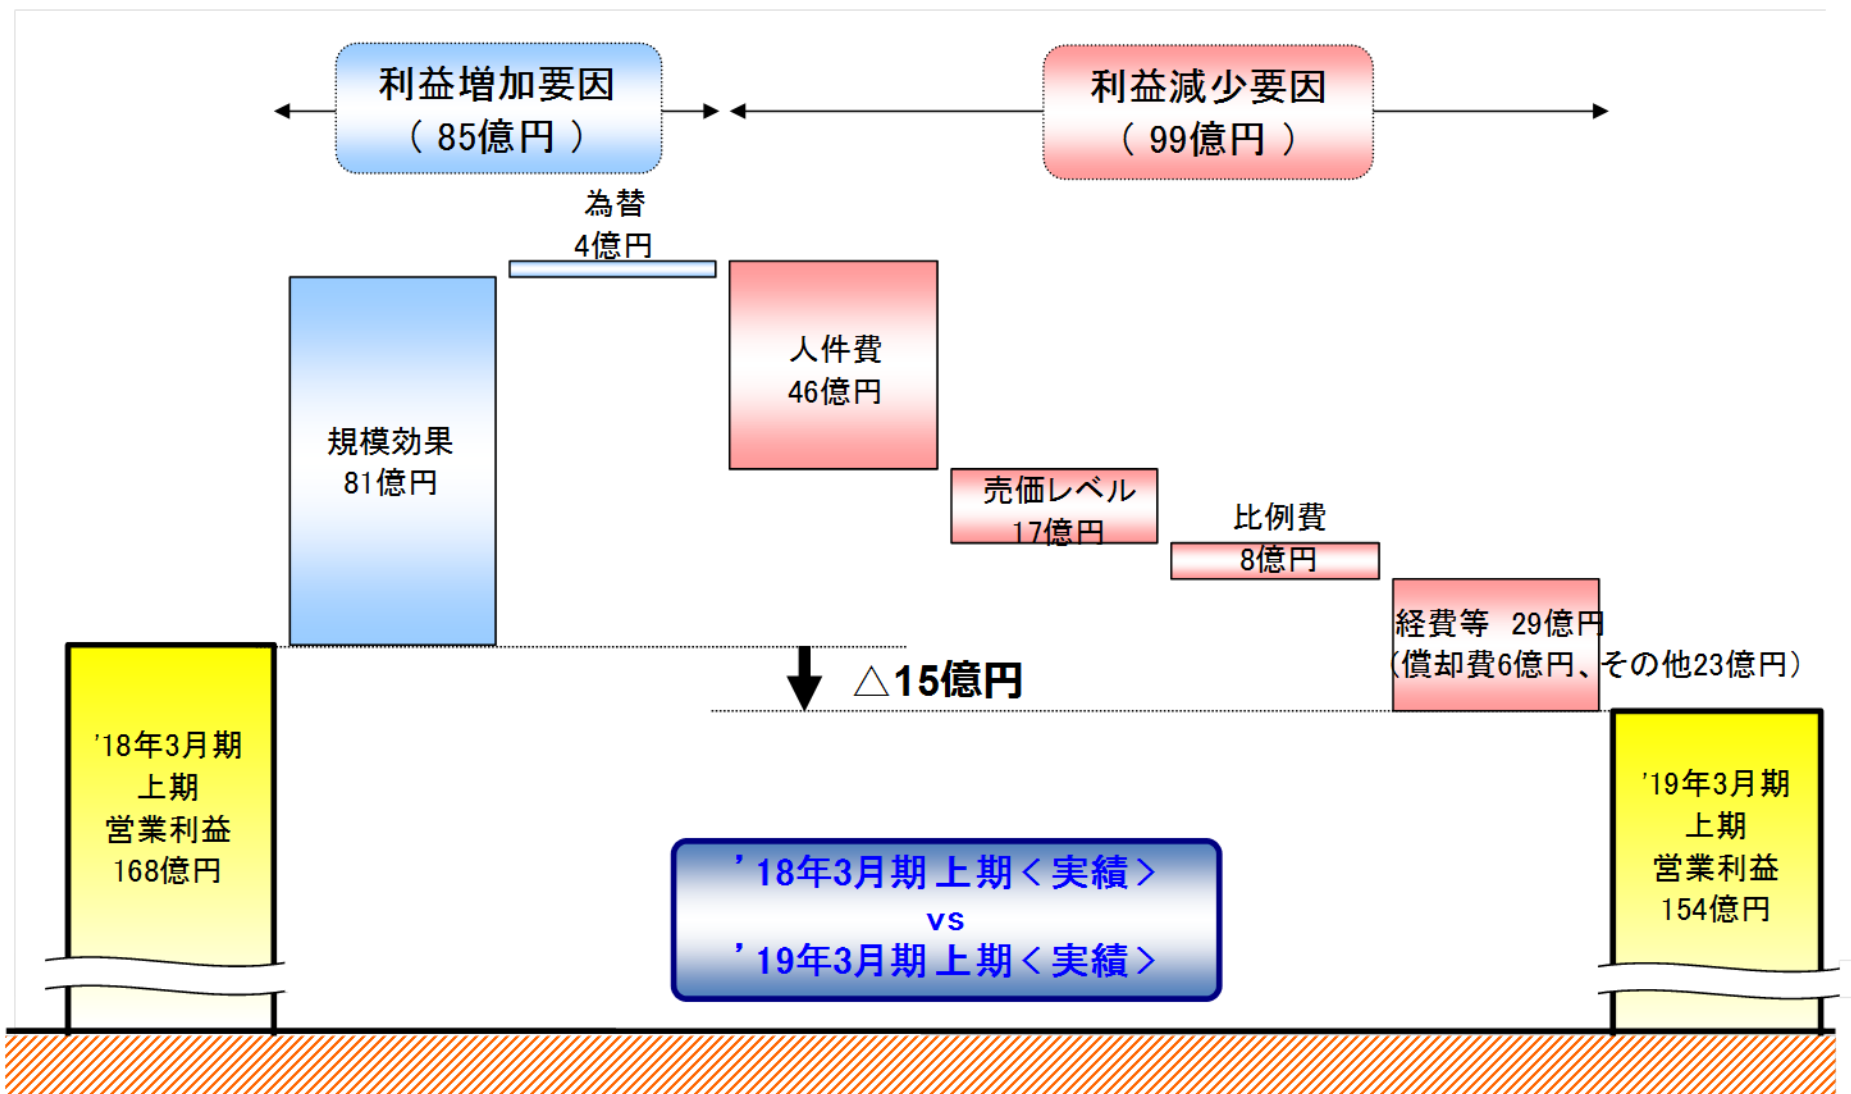 利益増加要因
（ 85億円 ）
利益減少要因
（ 99億円 ）
為替
4億円
規模効果
81億円
人件費
46億円
売価レベル
17億円
比例費
8億円
経費等　29億円
（償却費6億円、その他23億円）
△15億円
'18年3月期
上期
営業利益
168億円
'19年3月期
上期
営業利益
154億円
’18年3月期 上期＜実績＞
vs
’19年3月期 上期＜実績＞